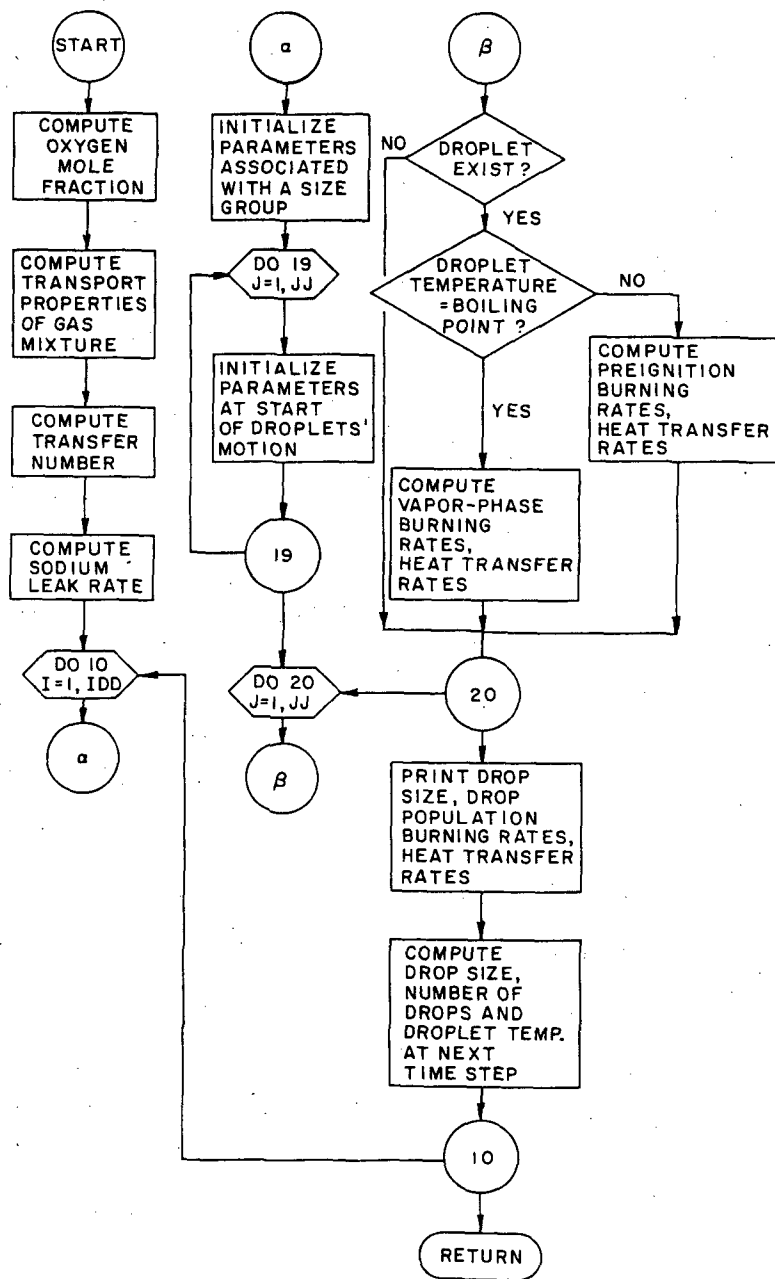 START
COMPUTE
OXYGEN
MOLE
FRACTION
COMPUTE
TRANSPORT
PROPERTIES
OF GAS
MIXTURE
COMPUTE
TRANSFER
NUMBER
COMPUTE
SODIUM
LEAK RATE
DO 10
I=1, IDD
α
α
INITIALIZE
PARAMETERS
ASSOCIATED
WITH A SIZE
GROUP
DO 19
J=1, JJ
INITIALIZE
PARAMETERS
AT START
OF DROPLETS'
MOTION
19
DO 20
J=1, JJ
β
β
NO
DROPLET
EXIST?
YES
DROPLET
TEMPERATURE
=BOILING
POINT?
NO
COMPUTE
PREIGNITION
BURNING
RATES,
HEAT TRANSFER
RATES
YES
COMPUTE
VAPOR-PHASE
BURNING
RATES,
HEAT TRANSFER
RATES
20
PRINT DROP
SIZE, DROP
POPULATION
BURNING RATES,
HEAT TRANSFER
RATES
COMPUTE
DROP SIZE,
NUMBER OF
DROPS AND
DROPLET TEMP.
AT NEXT
TIME STEP
10
RETURN